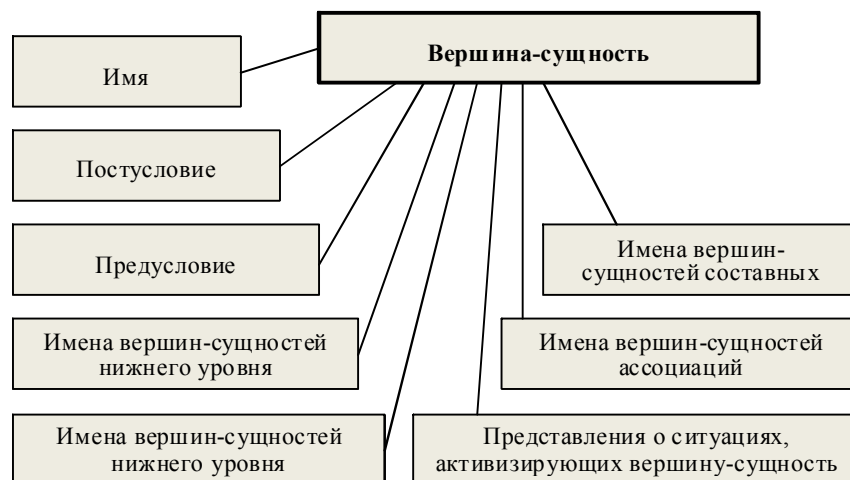 Вершина-сущность
Имя
Постусловие
Предусловие
Имена вершин-
сущностей составных
Имена вершин-сущностей
нижнего уровня
Имена вершин-сущностей
ассоциаций
Имена вершин-сущностей
нижнего уровня
Представления о ситуациях,
активизирующих вершину-сущность